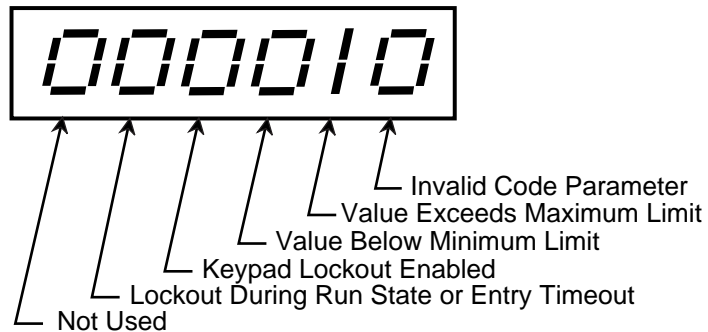 000010
Invalid Code Parameter
Value Exceeds Maximum Limit
Value Below Minimum Limit
Keypad Lockout Enabled
Lockout During Run State or Entry Timeout
Not Used